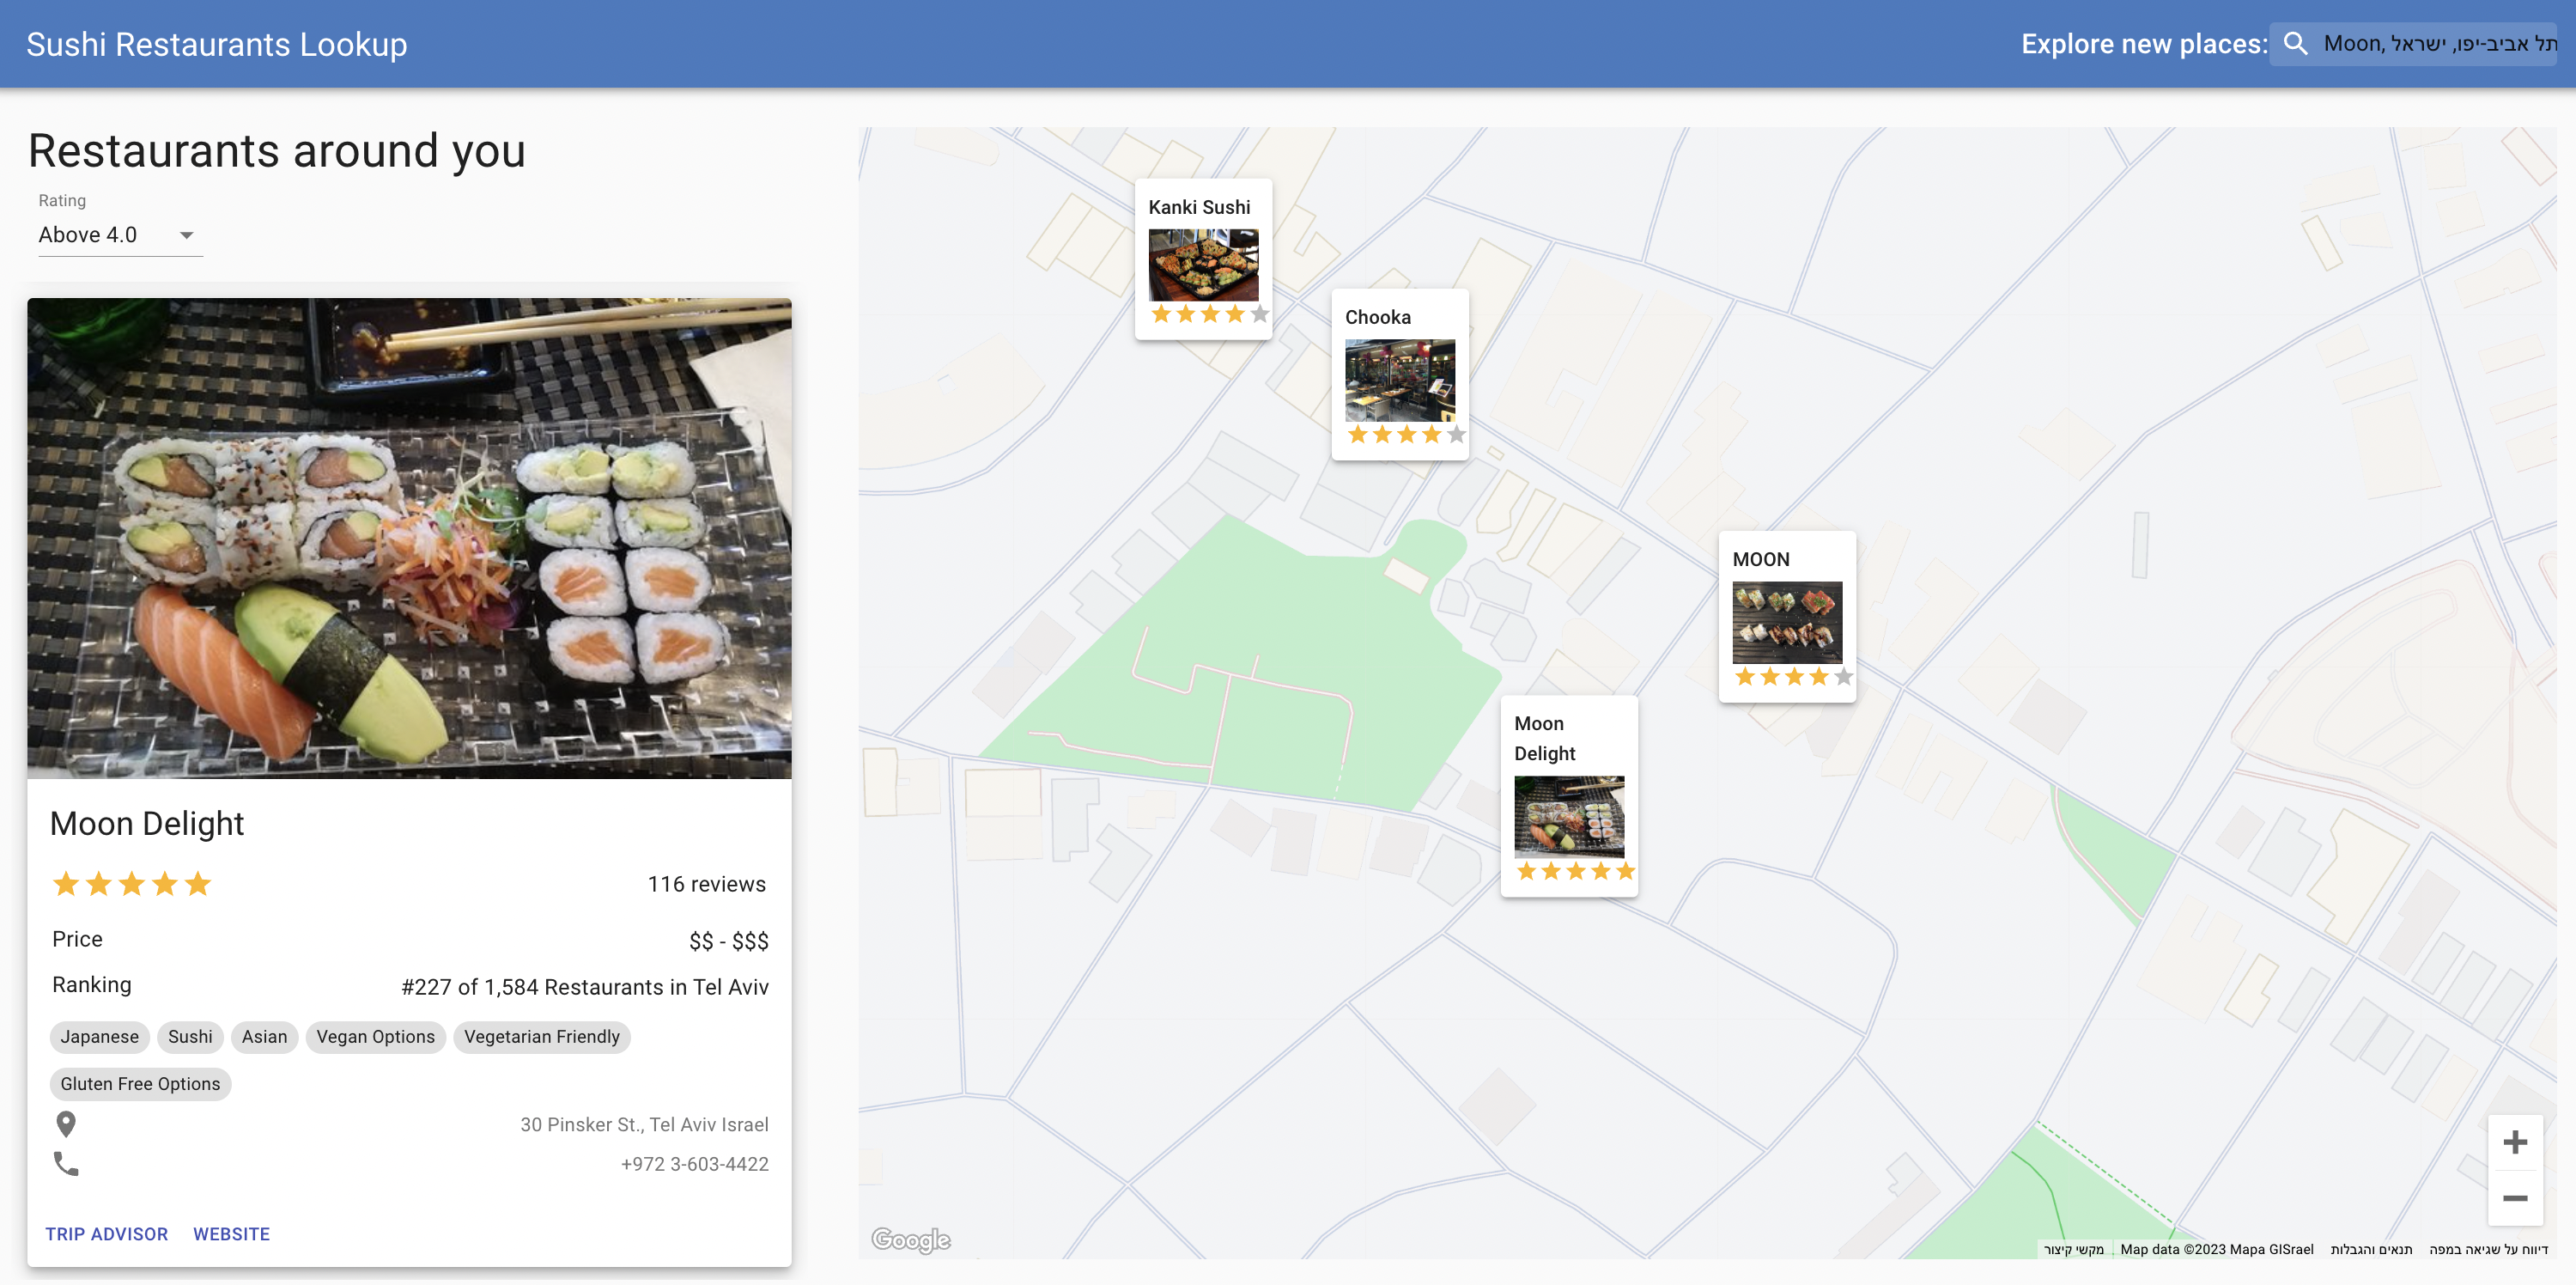 Sushi Restaurants Lookup
Explore new places:
Moon, תל אביב-יפו, ישראל
Restaurants around you
Rating
Above 4.0
Moon Delight
116 reviews
Price
$$ - $$$
Ranking
#227 of 1,584 Restaurants in Tel Aviv
Japanese
Sushi
Asian
Vegan Options
Vegetarian Friendly
Gluten Free Options
30 Pinsker St., Tel Aviv Israel
+972 3-603-4422
TRIP ADVISOR
WEBSITE
Kanki Sushi
Chooka
MOON
Moon
Delight
Google
מקשי קיצור
Map data ©2023 Mapa GISrael
תנאים והגבלות
דיווח על שגיאה במפה